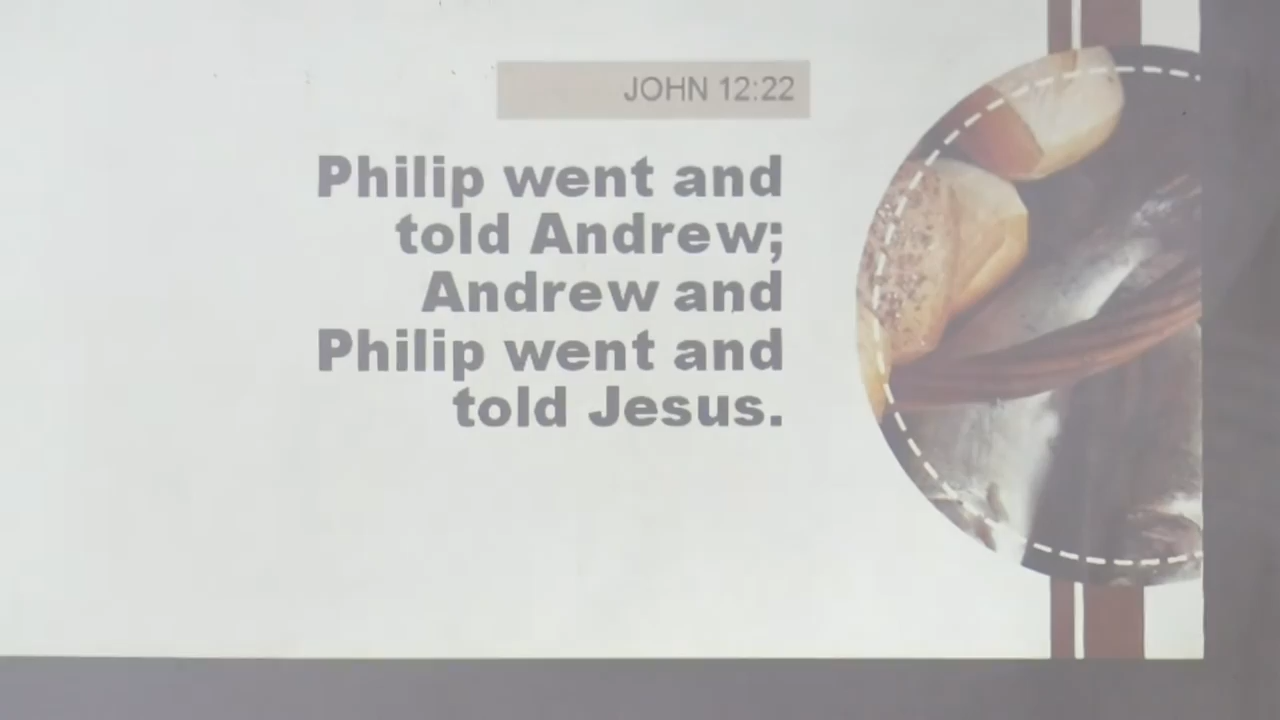 JOHN 12:22
Philip went and
told Andrew;
Andrew and
Philip went and
told Jesus.